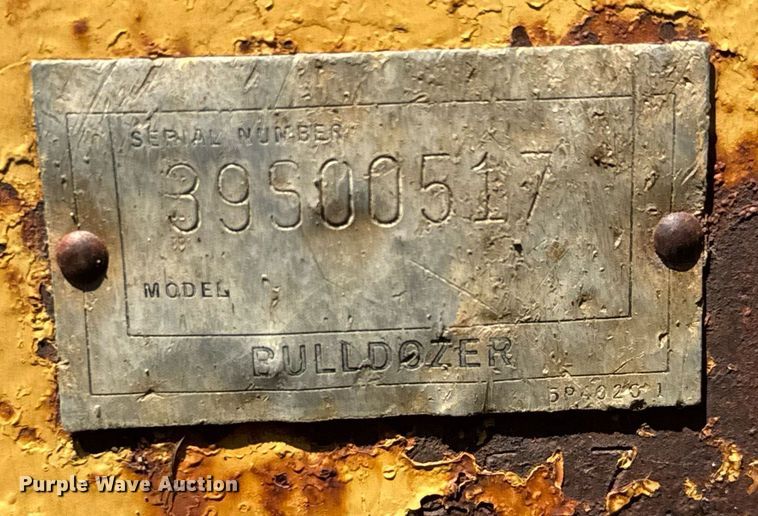 SERIAL NUMBER
39S00517
MODEL
BULLDOZER
Purple Wave Auction